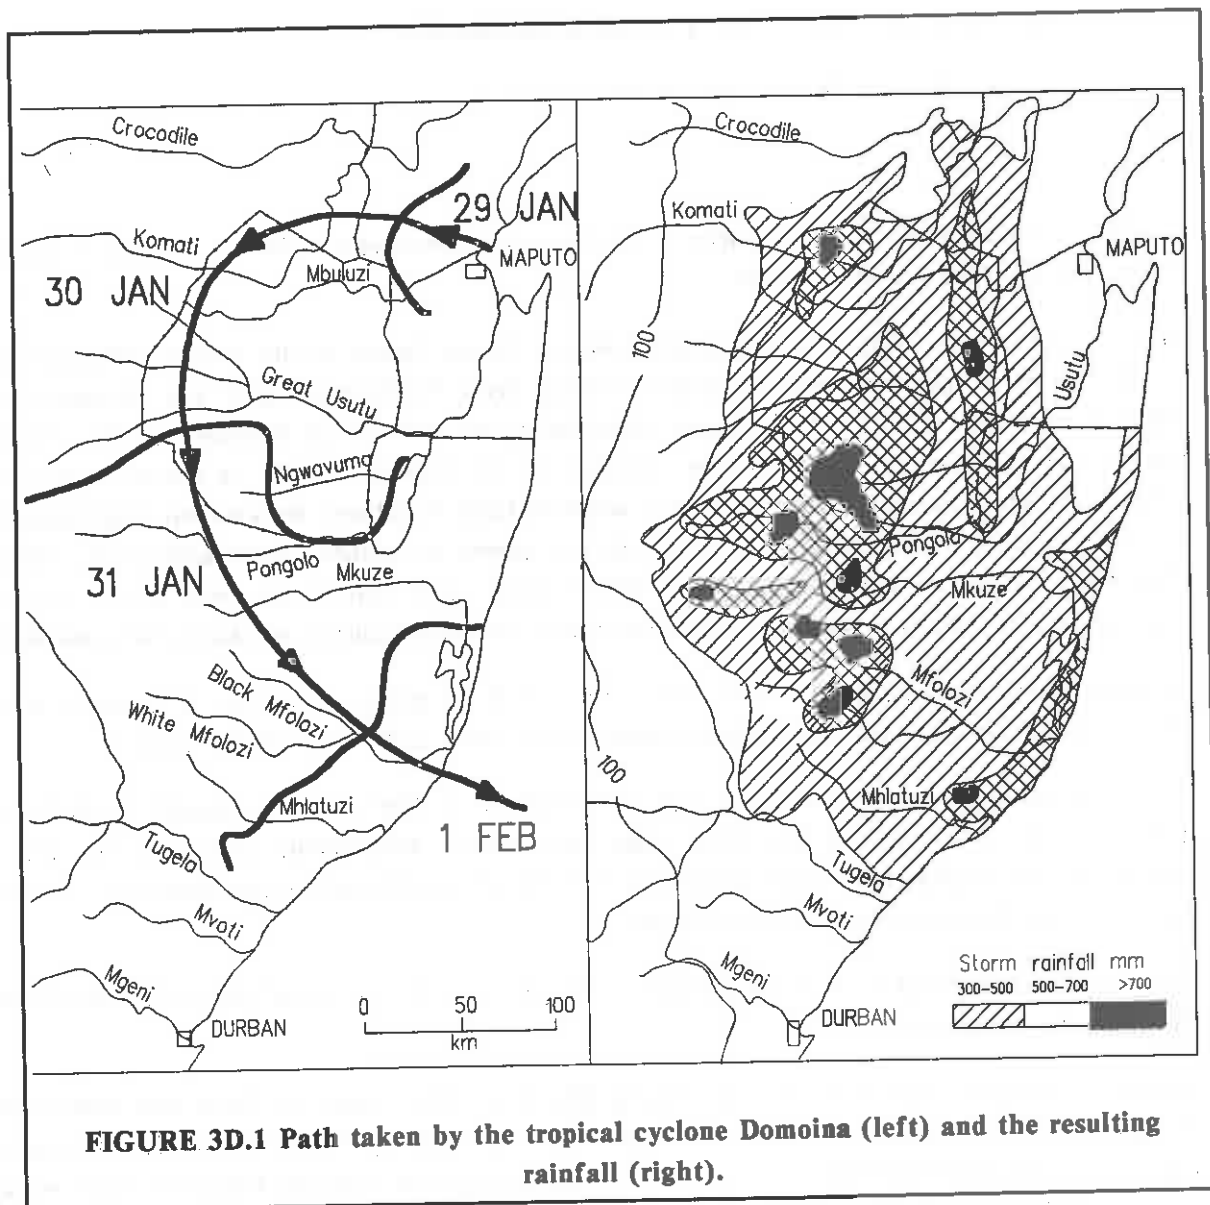 Crocodile
29 JAN
Komati
MAPUTO
Mbuluzi
30 JAN
Great Usutu
Ngwavuma
Pongolo
31 JAN
Mkuze
Black Mfolozi
White Mfolozi
Mhlatuzi
1 FEB
Tugela
Mvoti
Mgeni
DURBAN
0 50 100
km
Crocodile
Komati
MAPUTO
100
Usutu
Pongola
Mkuze
Mfolozi
100
Mhlatuzi
Tugela
Mvoti
Mgeni
DURBAN
Storm rainfall mm
300-500 500-700 >700
FIGURE 3D.1 Path taken by the tropical cyclone Domoina (left) and the resulting
rainfall (right).